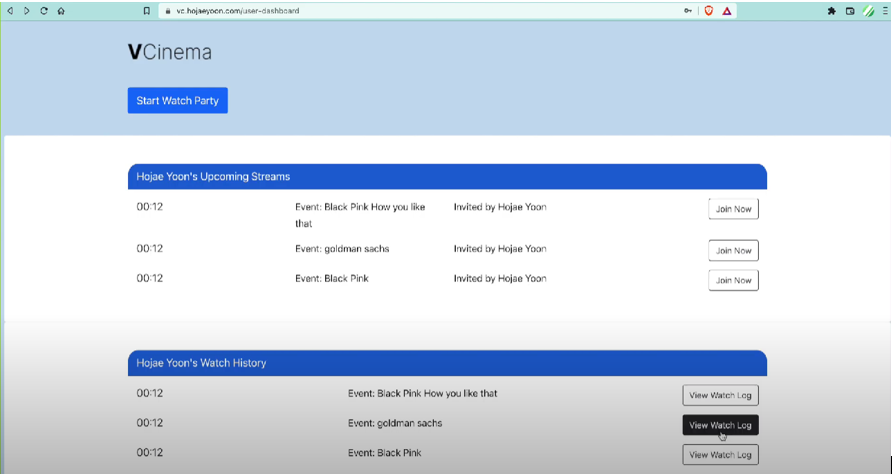 vc.hojaeyoon.com/user-dashboard
VCinema
Start Watch Party
Hojae Yoon's Upcoming Streams
00:12 Event: Black Pink How you like Invited by Hojae Yoon Join Now
that
00:12 Event: goldman sachs Invited by Hojae Yoon Join Now
00:12 Event: Black Pink Invited by Hojae Yoon Join Now
Hojae Yoon's Watch History
00:12 Event: Black Pink How you like that View Watch Log
00:12 Event: goldman sachs View Watch Log
00:12 Event: Black Pink View Watch Log